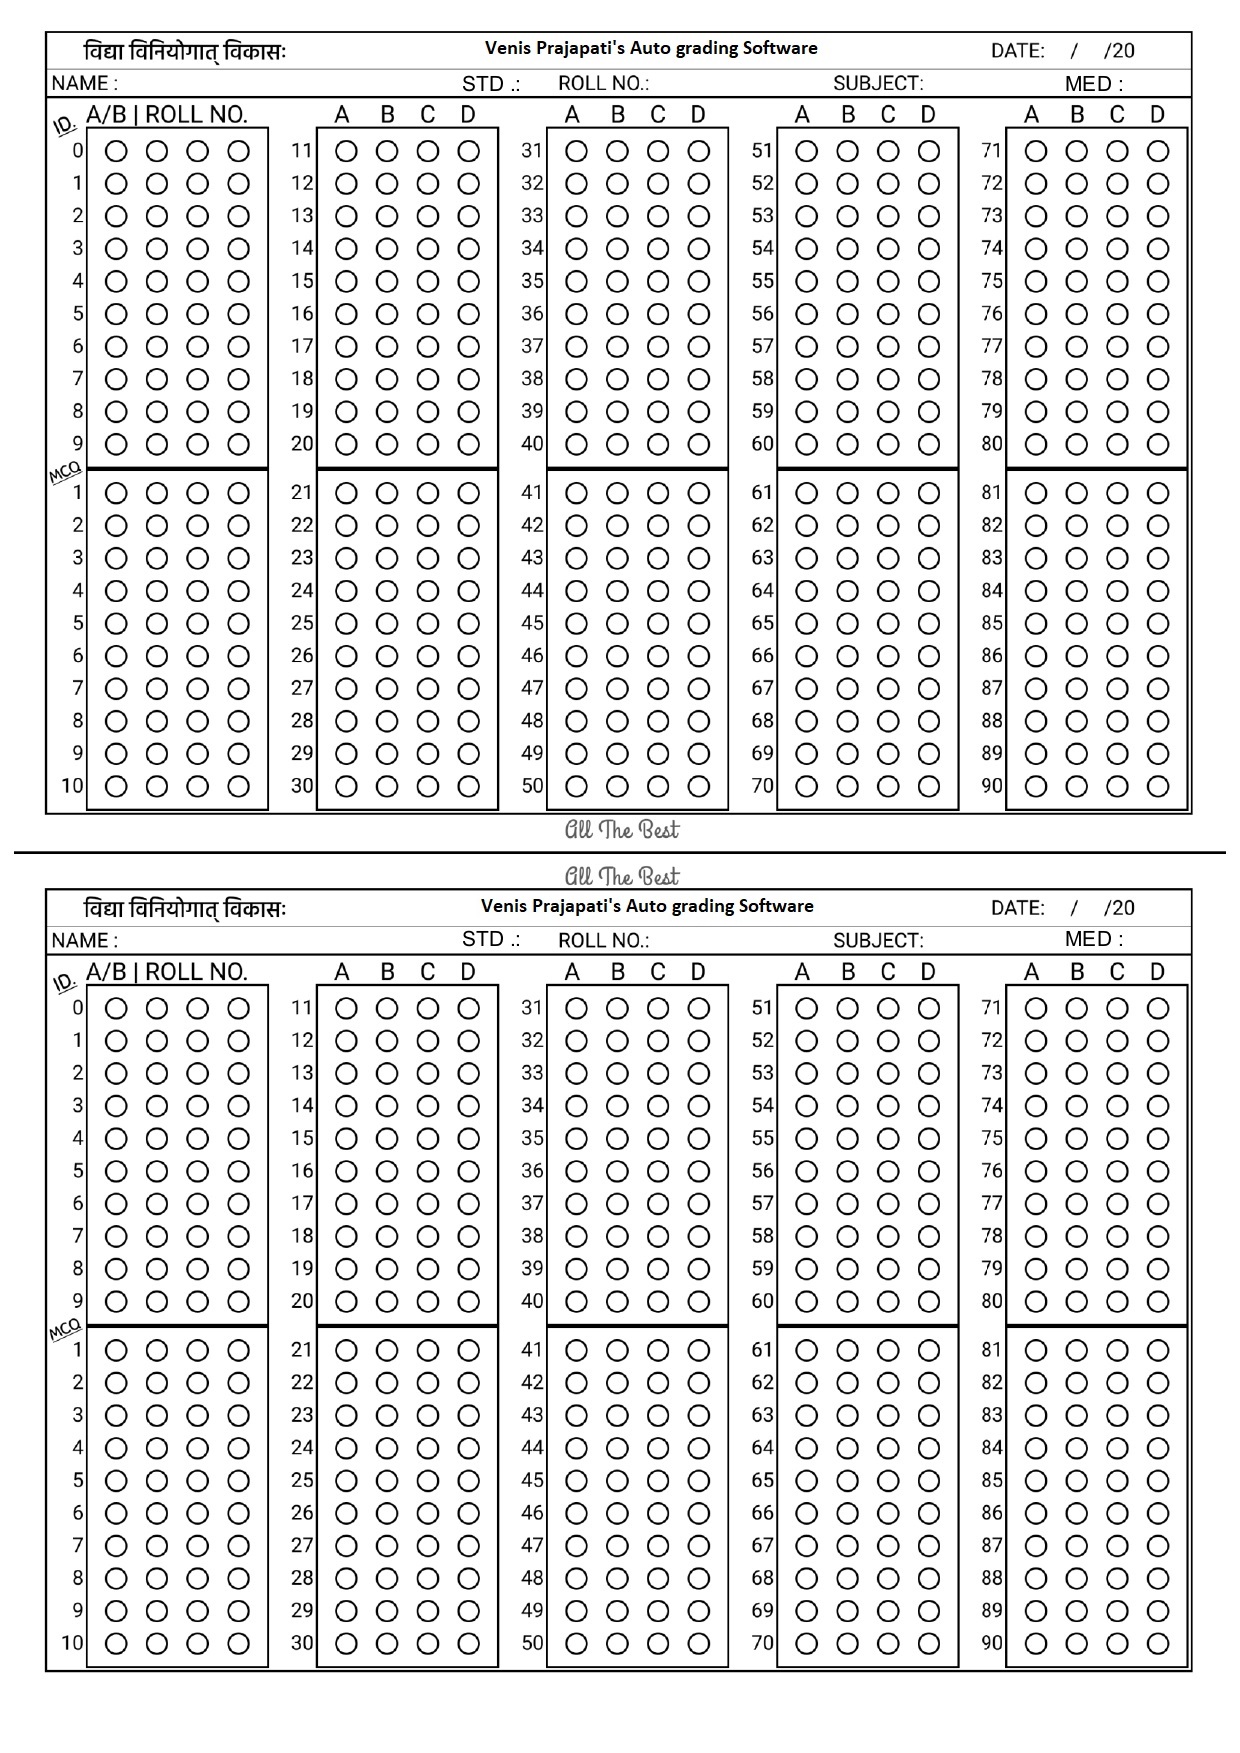 विद्या विनियोगात् विकासः Venis Prajapati's Auto grading Software DATE: / /20
NAME : STD .: ROLL NO.: SUBJECT: MED :
ID. A/B | ROLL NO. A B C D A B C D A B C D A B C D
0 11 31 51 71
1 12 32 52 72
2 13 33 53 73
3 14 34 54 74
4 15 35 55 75
5 16 36 56 76
6 17 37 57 77
7 18 38 58 78
8 19 39 59 79
9 20 40 60 80
MCQ
1 21 41 61 81
2 22 42 62 82
3 23 43 63 83
4 24 44 64 84
5 25 45 65 85
6 26 46 66 86
7 27 47 67 87
8 28 48 68 88
9 29 49 69 89
10 30 50 70 90
All The Best
All The Best
विद्या विनियोगात् विकासः Venis Prajapati's Auto grading Software DATE: / /20
NAME : STD .: ROLL NO.: SUBJECT: MED :
ID. A/B | ROLL NO. A B C D A B C D A B C D A B C D
0 11 31 51 71
1 12 32 52 72
2 13 33 53 73
3 14 34 54 74
4 15 35 55 75
5 16 36 56 76
6 17 37 57 77
7 18 38 58 78
8 19 39 59 79
9 20 40 60 80
MCQ
1 21 41 61 81
2 22 42 62 82
3 23 43 63 83
4 24 44 64 84
5 25 45 65 85
6 26 46 66 86
7 27 47 67 87
8 28 48 68 88
9 29 49 69 89
10 30 50 70 90